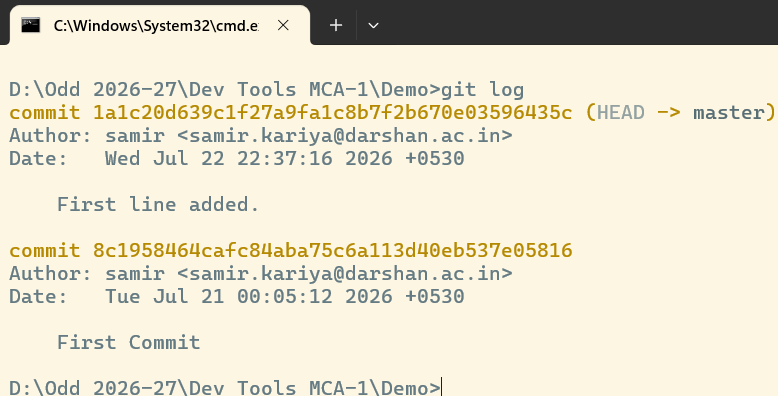 C:\Windows\System32\cmd.e
D:\Odd 2026-27\Dev Tools MCA-1\Demo>git log
commit 1a1c20d639c1f27a9fa1c8b7f2b670e03596435c (HEAD -> master)
Author: samir <samir.kariya@darshan.ac.in>
Date:   Wed Jul 22 22:37:16 2026 +0530
    First line added.
commit 8c1958464cafc84aba75c6a113d40eb537e05816
Author: samir <samir.kariya@darshan.ac.in>
Date:   Tue Jul 21 00:05:12 2026 +0530
    First Commit
D:\Odd 2026-27\Dev Tools MCA-1\Demo>